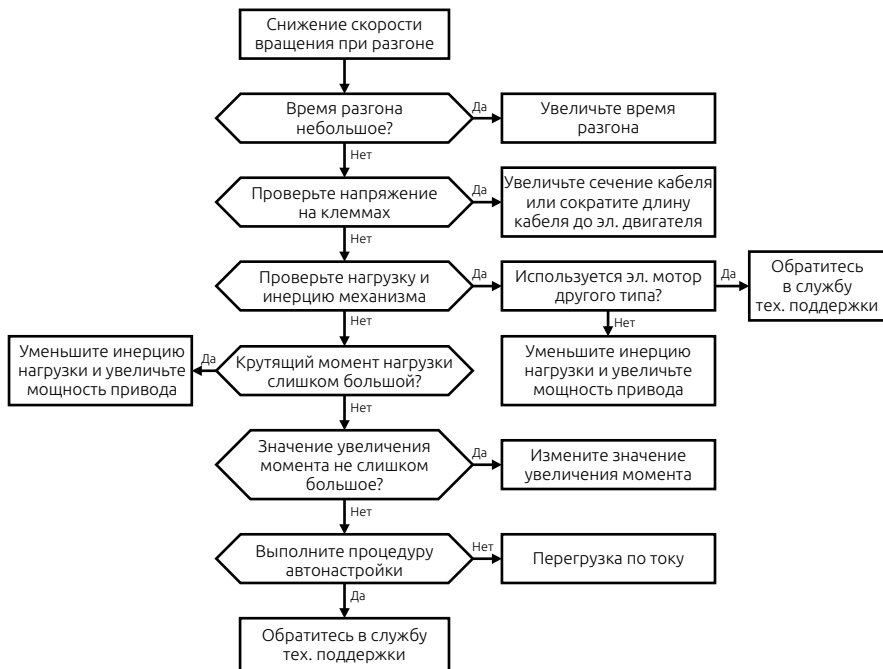 Снижение скорости
вращения при разгоне
Время разгона
небольшое?
Да
Увеличьте время
разгона
Нет
Проверьте напряжение
на клеммах
Да
Увеличьте сечение кабеля
или сократите длину
кабеля до эл. двигателя
Нет
Проверьте нагрузку и
инерцию механизма
Да
Используется эл. мотор
другого типа?
Да
Обратитесь
в службу
тех. поддержки
Нет
Нет
Уменьшите инерцию
нагрузки и увеличьте
мощность привода
Да
Крутящий момент нагрузки
слишком большой?
Уменьшите инерцию
нагрузки и увеличьте
мощность привода
Нет
Значение увеличения
момента не слишком
большое?
Да
Измените значение
увеличения момента
Нет
Выполните процедуру
автонастройки
Нет
Перегрузка по току
Да
Обратитесь в службу
тех. поддержки